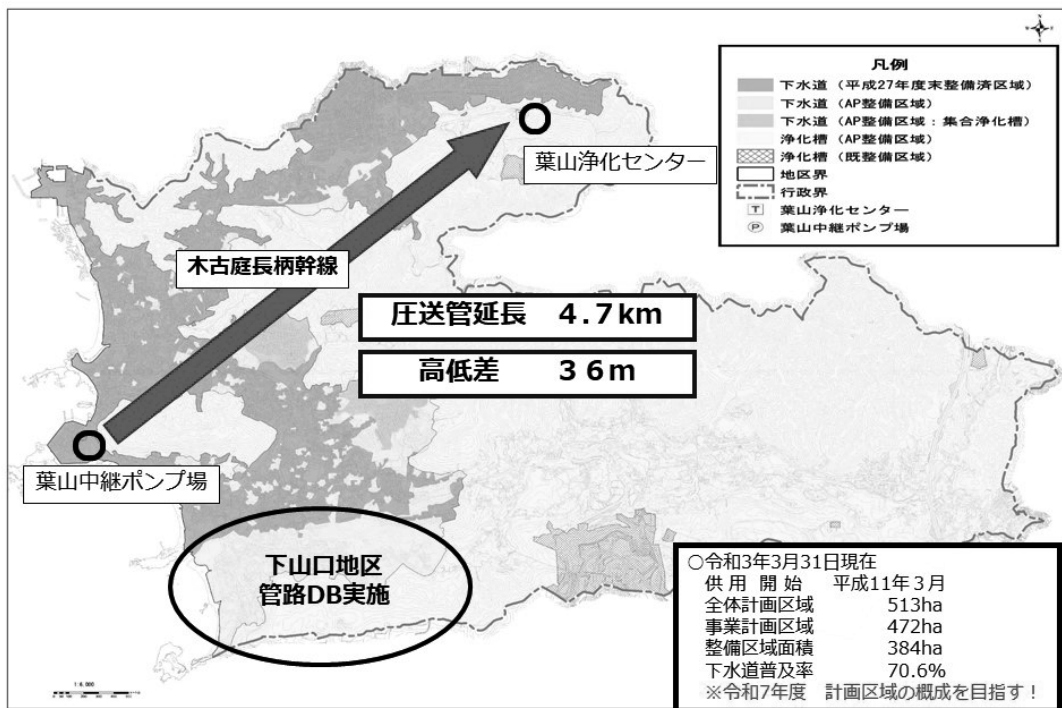 凡例
下水道（平成27年度末整備済区域）
下水道（AP整備区域）
下水道（AP整備区域：集合浄化槽）
浄化槽（AP整備区域）
浄化槽（既整備区域）
地区界
行政界
T 葉山浄化センター
P 葉山中継ポンプ場
葉山浄化センター
木古庭長柄幹線
圧送管延長　4.7km
高低差　36m
葉山中継ポンプ場
下山口地区
管路DB実施
○令和3年3月31日現在
供用開始　平成11年3月
全体計画区域　513ha
事業計画区域　472ha
整備区域面積　384ha
下水道普及率　70.6%
※令和7年度　計画区域の概成を目指す！